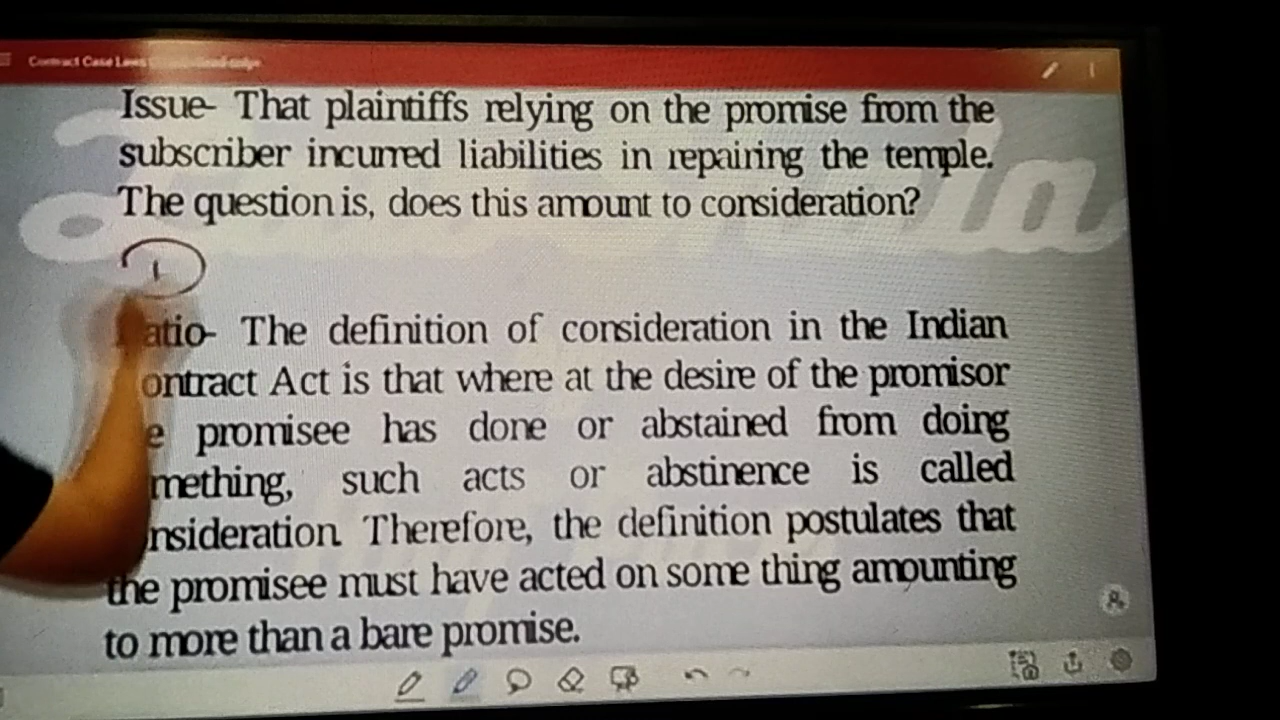 Contract Case Laws
Issue- That plaintiffs relying on the promise from the
subscriber incurred liabilities in repairing the temple.
The question is, does this amount to consideration?
1
atio- The definition of consideration in the Indian
ontract Act is that where at the desire of the promisor
e promisee has done or abstained from doing
mething, such acts or abstinence is called
nsideration. Therefore, the definition postulates that
the promisee must have acted on some thing amounting
to more than a bare promise.